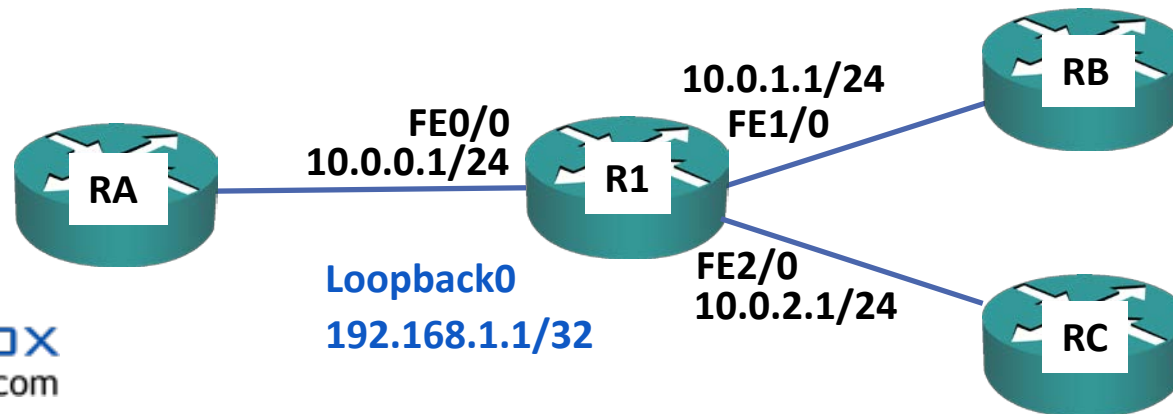 RB
10.0.1.1/24
FE1/0
FE0/0
10.0.0.1/24
RA
R1
FE2/0
10.0.2.1/24
Loopback0
192.168.1.1/32
RC
com